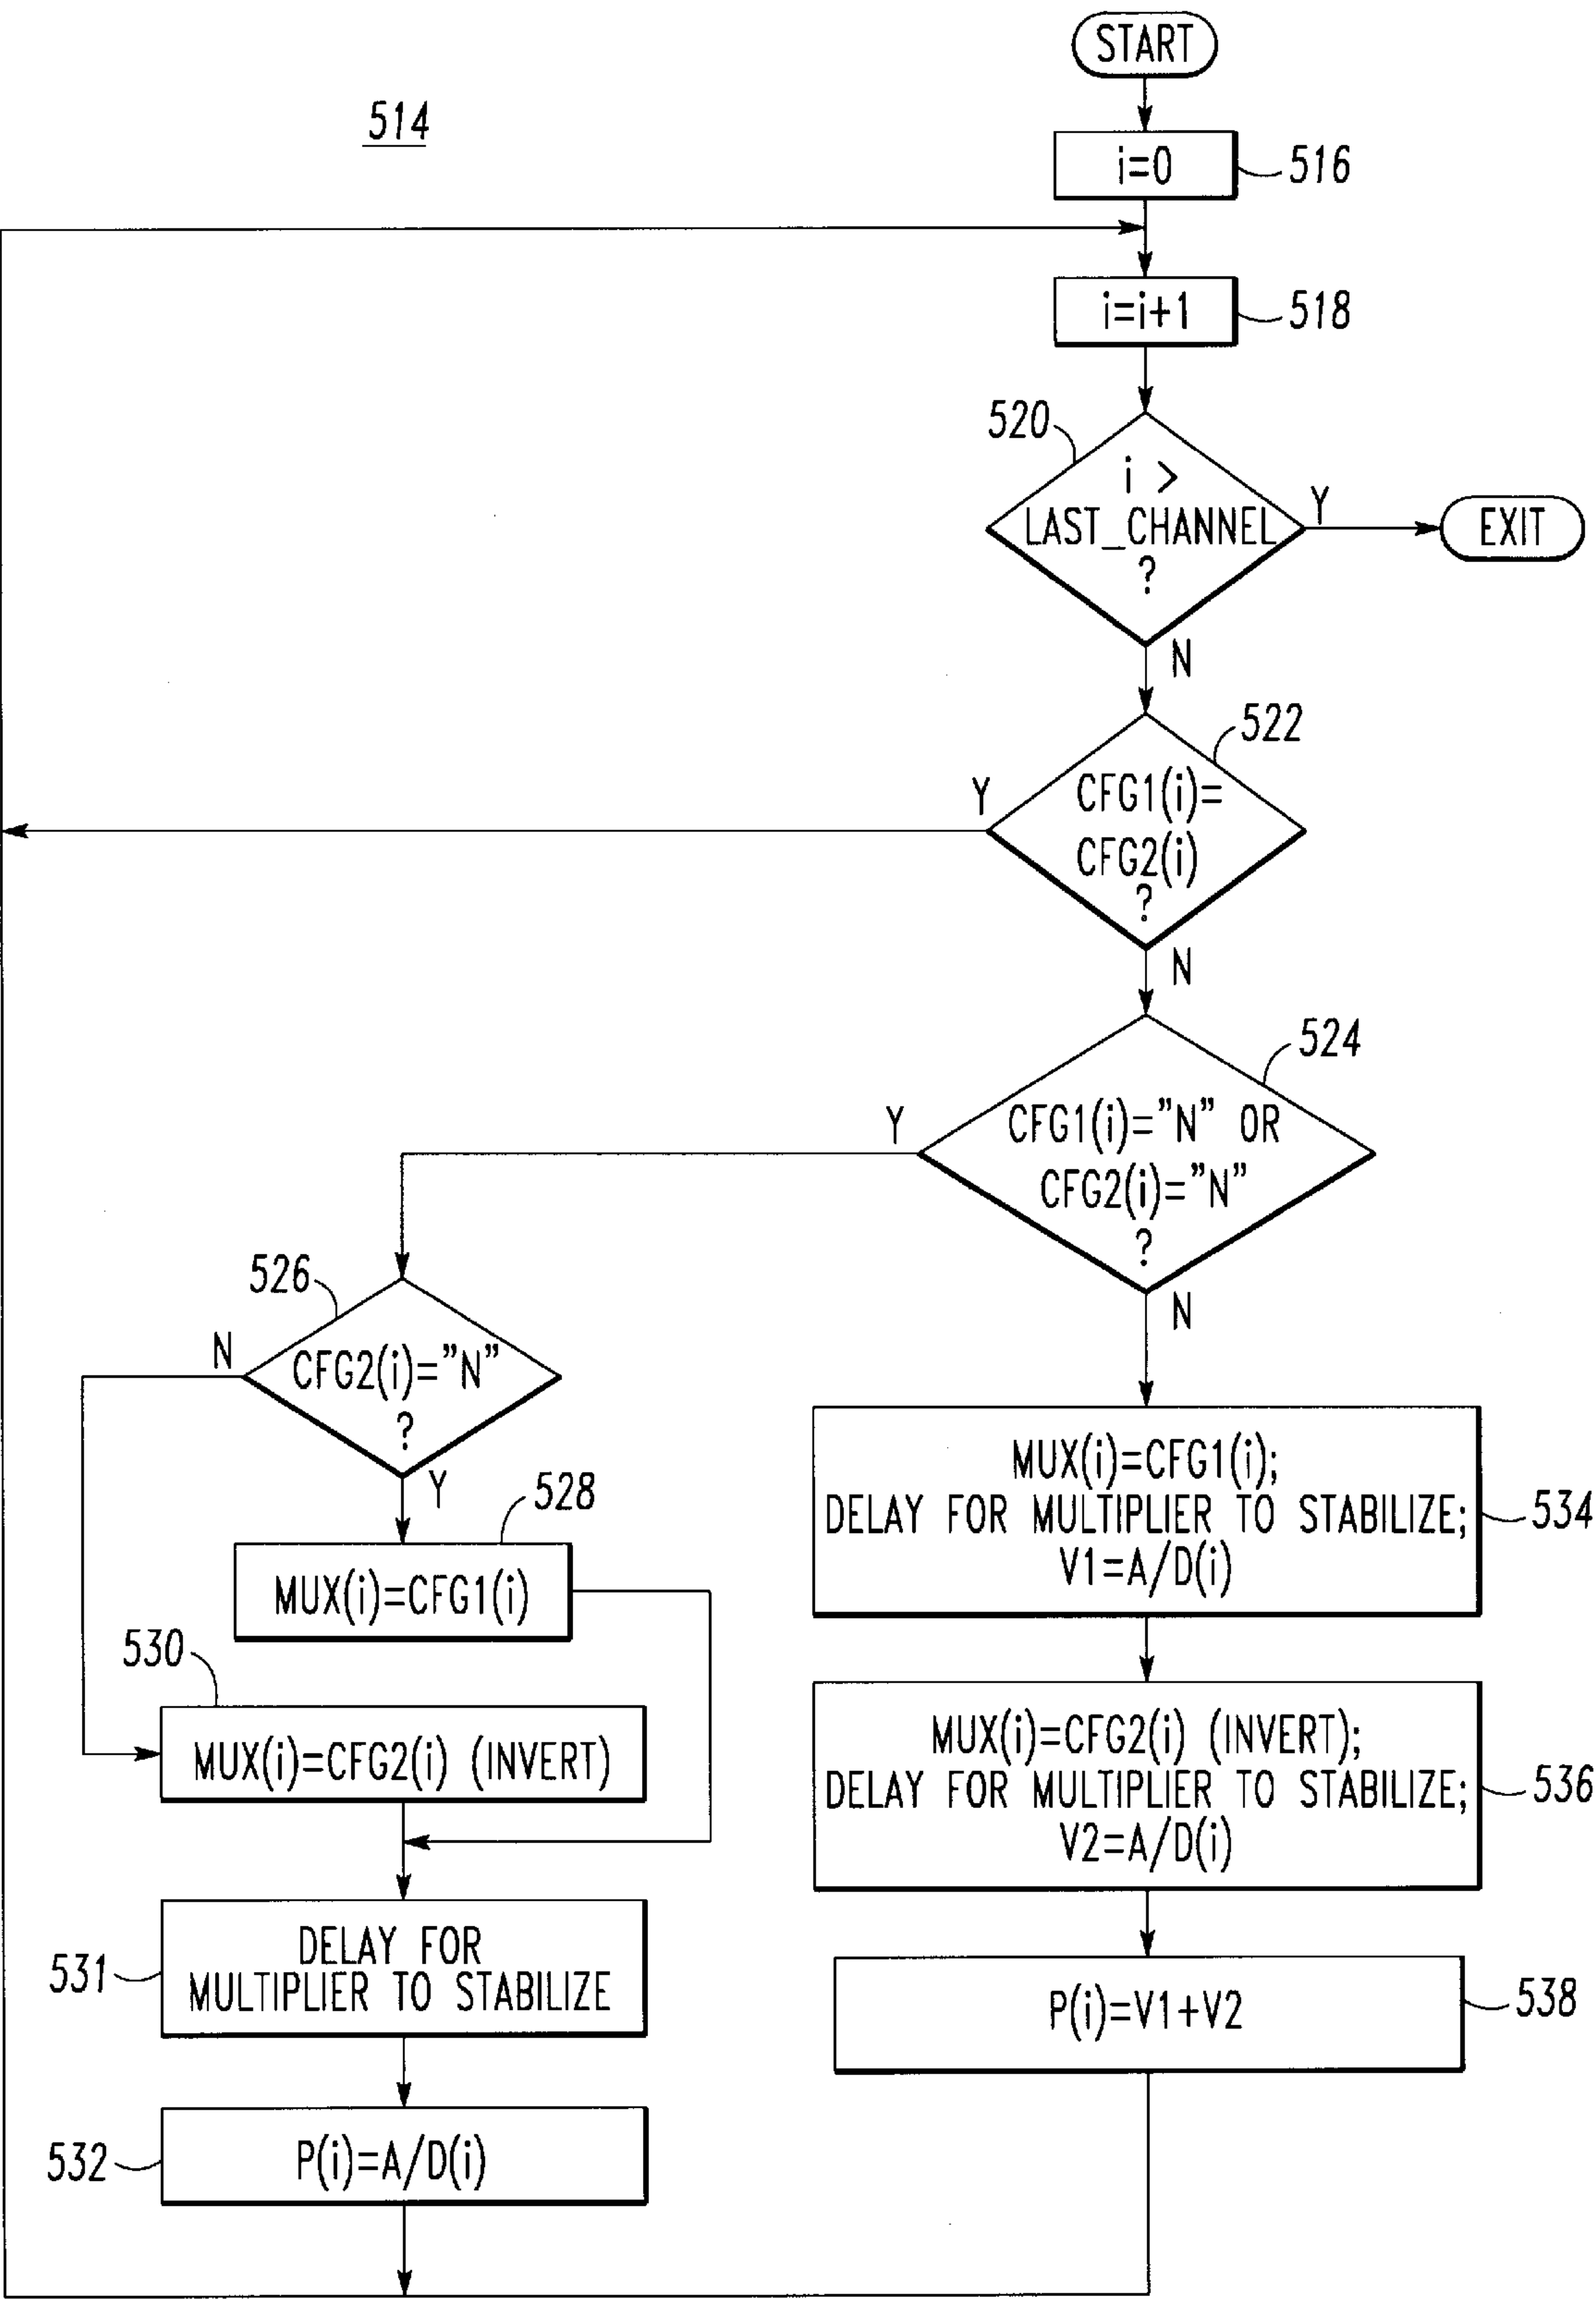 START
514
i=0
516
i=i+1
518
520
i >
LAST_CHANNEL
?
Y
EXIT
N
522
CFG1(i)=
CFG2(i)
?
Y
N
524
CFG1(i)="N" OR
CFG2(i)="N"
?
Y
N
526
CFG2(i)="N"
?
N
Y
528
MUX(i)=CFG1(i)
530
MUX(i)=CFG2(i) (INVERT)
531
DELAY FOR
MULTIPLIER TO STABILIZE
532
P(i)=A/D(i)
MUX(i)=CFG1(i);
DELAY FOR MULTIPLIER TO STABILIZE;
V1=A/D(i)
534
MUX(i)=CFG2(i) (INVERT);
DELAY FOR MULTIPLIER TO STABILIZE;
V2=A/D(i)
536
P(i)=V1+V2
538